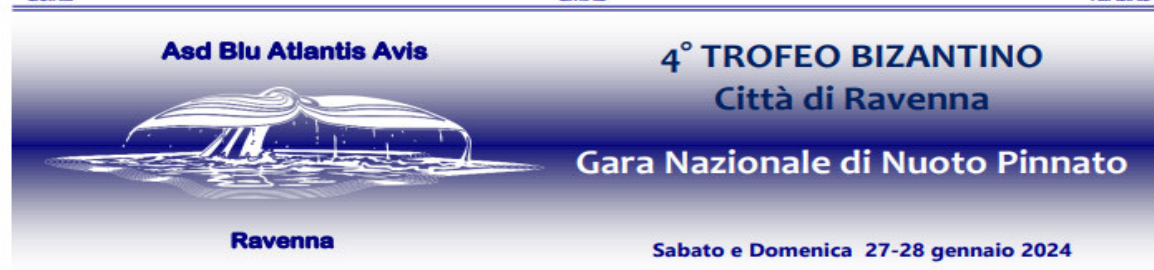 Asd Blu Atlantis Avis
Ravenna
4° TROFEO BIZANTINO
Città di Ravenna
Gara Nazionale di Nuoto Pinnato
Sabato e Domenica 27-28 gennaio 2024